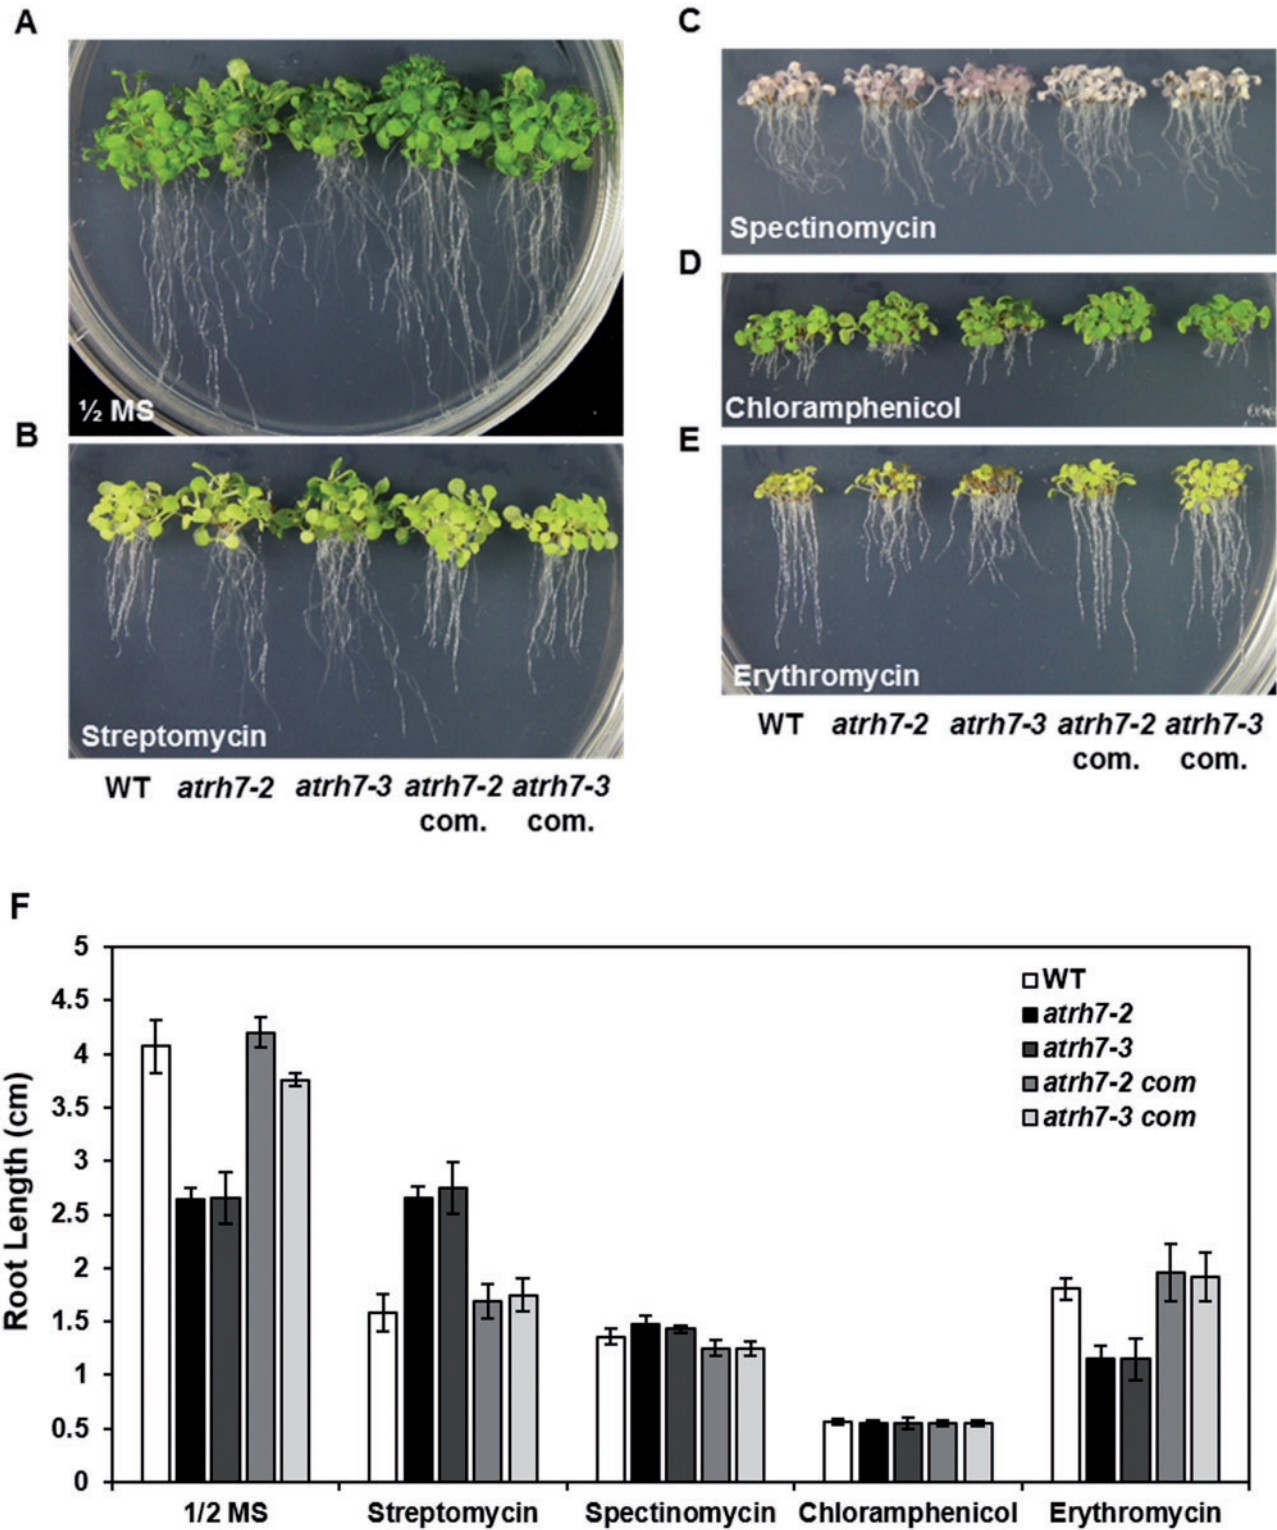 A
½ MS
B
Streptomycin
WT atrh7-2 atrh7-3 atrh7-2 atrh7-3
com. com.
C
Spectinomycin
D
Chloramphenicol
E
Erythromycin
WT atrh7-2 atrh7-3 atrh7-2 atrh7-3
com. com.
F
Root Length (cm)
5
4.5
4
3.5
3
2.5
2
1.5
1
0.5
0
WT
atrh7-2
atrh7-3
atrh7-2 com
atrh7-3 com
1/2 MS Streptomycin Spectinomycin Chloramphenicol Erythromycin